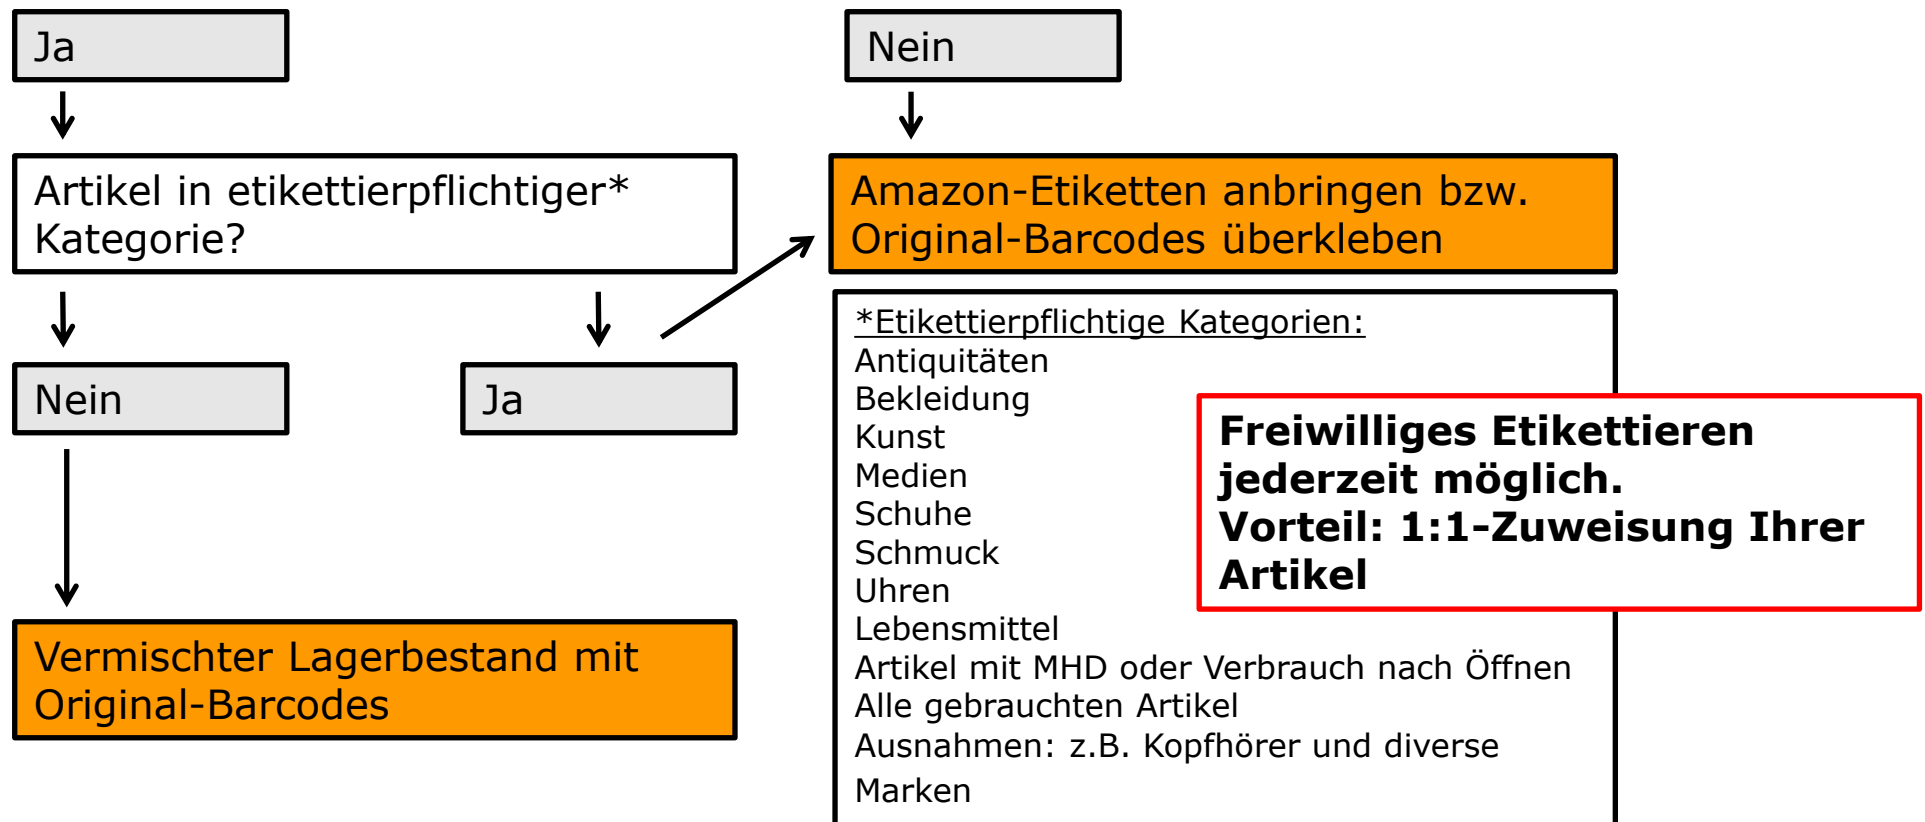 Ja
Nein
Artikel in etikettierpflichtiger*
Kategorie?
Amazon-Etiketten anbringen bzw.
Original-Barcodes überkleben
Nein
Ja
Vermischter Lagerbestand mit
Original-Barcodes
*Etikettierpflichtige Kategorien:
Antiquitäten
Bekleidung
Kunst
Medien
Schuhe
Schmuck
Uhren
Lebensmittel
Artikel mit MHD oder Verbrauch nach Öffnen
Alle gebrauchten Artikel
Ausnahmen: z.B. Kopfhörer und diverse
Marken
Freiwilliges Etikettieren
jederzeit möglich.
Vorteil: 1:1-Zuweisung Ihrer
Artikel